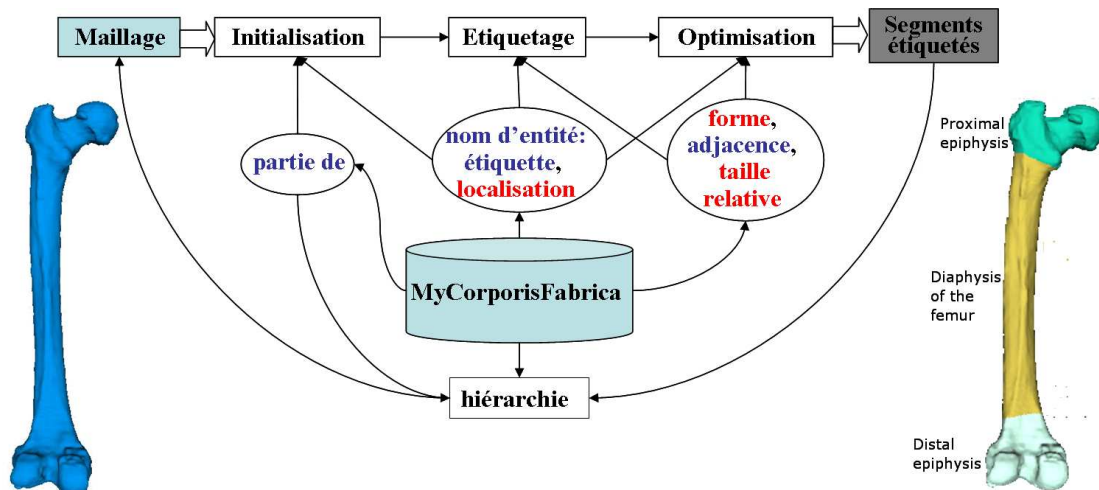 Maillage
Initialisation
Etiquetage
Optimisation
Segments
étiquetés
partie de
nom d'entité:
étiquette,
localisation
forme,
adjacence,
taille
relative
MyCorporisFabrica
hiérarchie
Proximal
epiphysis
Diaphysis
of the
femur
Distal
epiphysis